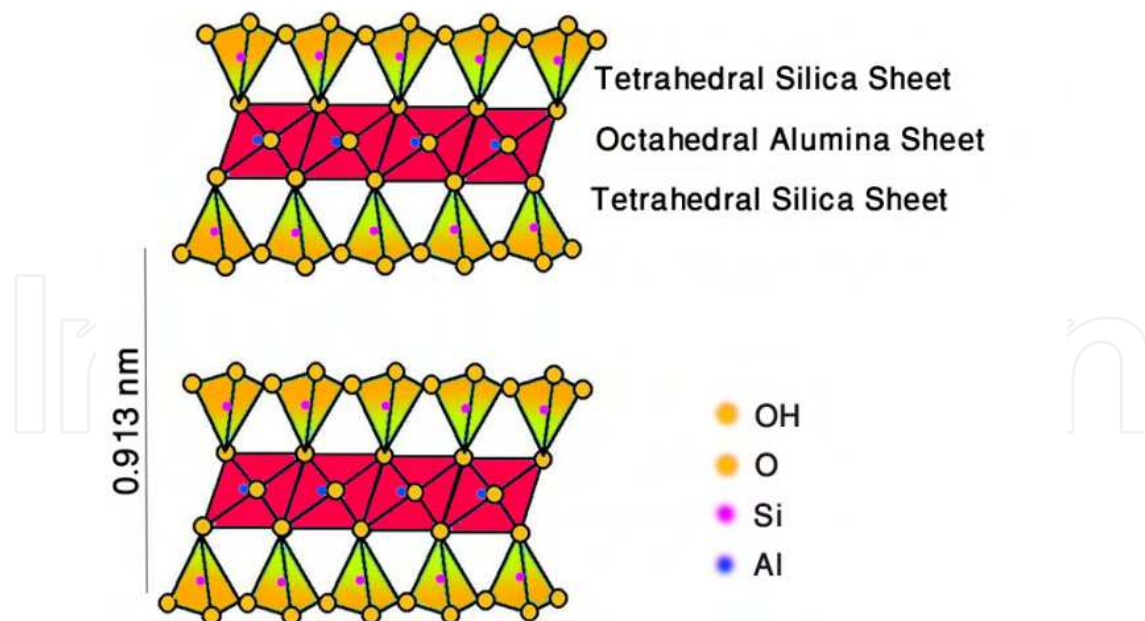 Tetrahedral Silica Sheet
Octahedral Alumina Sheet
Tetrahedral Silica Sheet
0.913 nm
OH
O
Si
Al